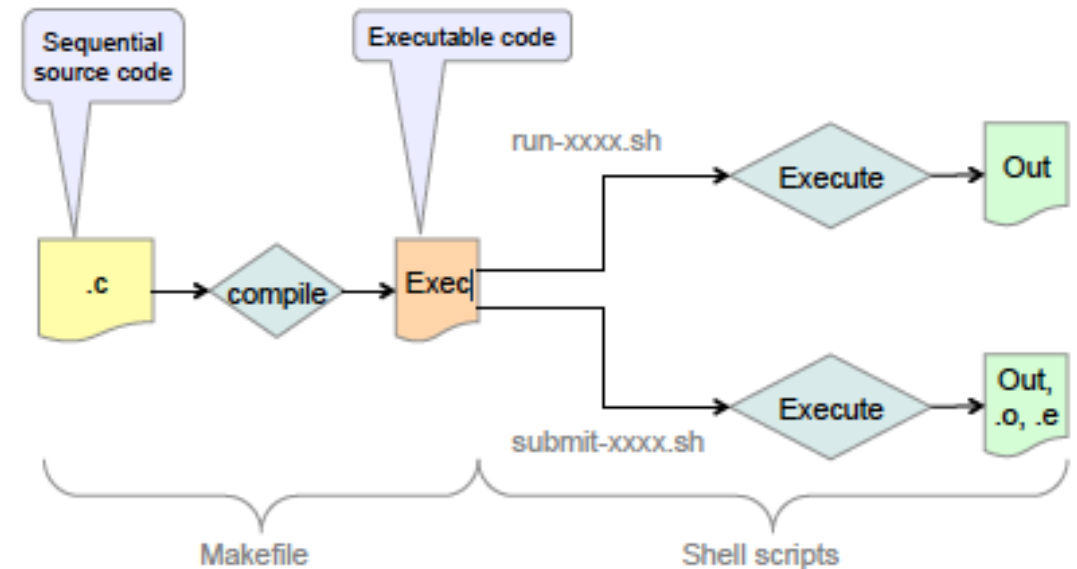 Sequential
source code
Executable code
run-xxxx.sh
Execute
Out
.c
compile
Exec
Execute
Out,
.o, .e
submit-xxxx.sh
Makefile
Shell scripts